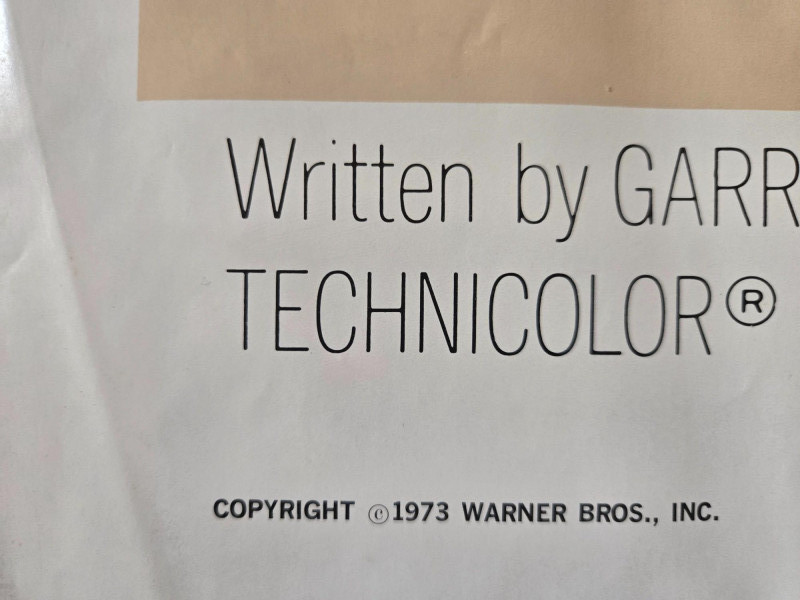 Written by GARR
TECHNICOLOR®
COPYRIGHT ©1973 WARNER BROS., INC.